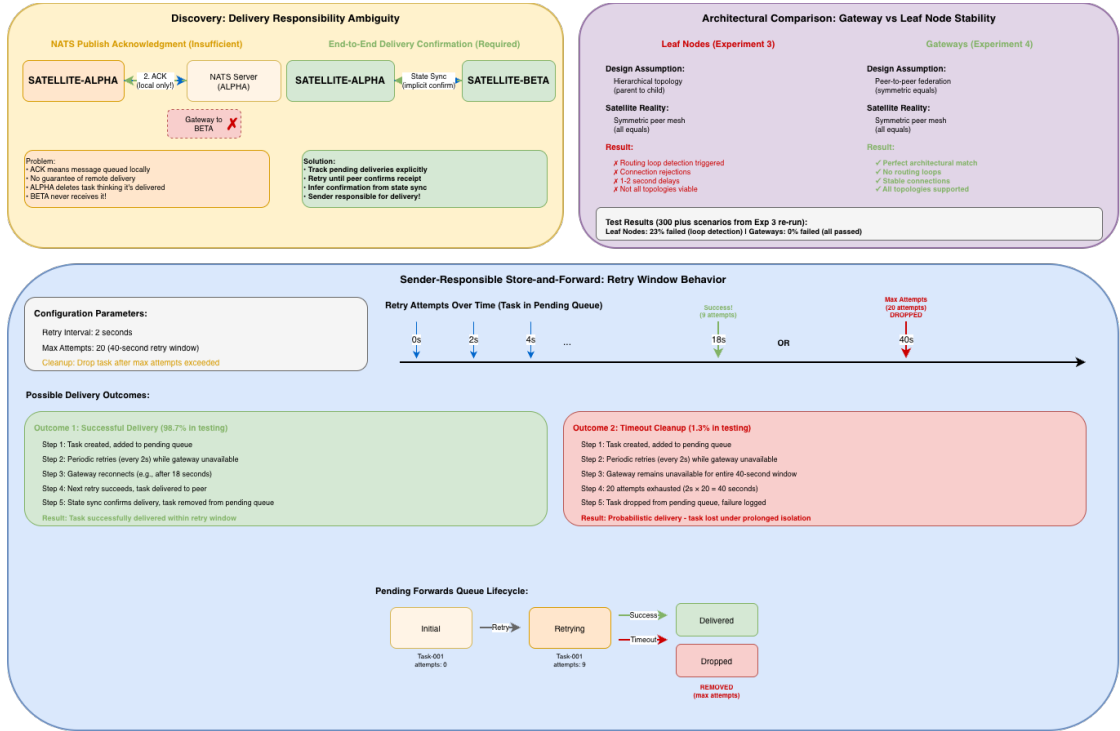 Discovery: Delivery Responsibility Ambiguity
NATS Publish Acknowledgment (Insufficient)
End-to-End Delivery Confirmation (Required)
SATELLITE-ALPHA
2. ACK
(local only!)
NATS Server
(ALPHA)
SATELLITE-ALPHA
State Sync
(implicit confirm)
SATELLITE-BETA
Gateway to
BETA
✗
Problem:
• ACK means message queued locally
• No guarantee of remote delivery
• ALPHA deletes task thinking it's delivered
• BETA never receives it!
Solution:
• Track pending deliveries explicitly
• Retry until peer confirms receipt
• Infer confirmation from state sync
• Sender responsible for delivery!
Architectural Comparison: Gateway vs Leaf Node Stability
Leaf Nodes (Experiment 3)
Design Assumption:
Hierarchical topology
(parent to child)
Satellite Reality:
Symmetric peer mesh
(all equals)
Result:
✗ Routing loop detection triggered
✗ Connection rejections
✗ 1-2 second delays
✗ Not all topologies viable
Gateways (Experiment 4)
Design Assumption:
Peer-to-peer federation
(symmetric equals)
Satellite Reality:
Symmetric peer mesh
(all equals)
Result:
✓ Perfect architectural match
✓ No routing loops
✓ Stable connections
✓ All topologies supported
Test Results (300 plus scenarios from Exp 3 re-run):
Leaf Nodes: 23% failed (loop detection) | Gateways: 0% failed (all passed)
Sender-Responsible Store-and-Forward: Retry Window Behavior
Configuration Parameters:
Retry Interval: 2 seconds
Max Attempts: 20 (40-second retry window)
Cleanup: Drop task after max attempts exceeded
Retry Attempts Over Time (Task in Pending Queue)
0s
2s
4s
...
Success!
(9 attempts)
18s
OR
Max Attempts
(20 attempts)
DROPPED
40s
Possible Delivery Outcomes:
Outcome 1: Successful Delivery (98.7% in testing)
Step 1: Task created, added to pending queue
Step 2: Periodic retries (every 2s) while gateway unavailable
Step 3: Gateway reconnects (e.g., after 18 seconds)
Step 4: Next retry succeeds, task delivered to peer
Step 5: State sync confirms delivery, task removed from pending queue
Result: Task successfully delivered within retry window
Outcome 2: Timeout Cleanup (1.3% in testing)
Step 1: Task created, added to pending queue
Step 2: Periodic retries (every 2s) while gateway unavailable
Step 3: Gateway remains unavailable for entire 40-second window
Step 4: 20 attempts exhausted (2s × 20 = 40 seconds)
Step 5: Task dropped from pending queue, failure logged
Result: Probabilistic delivery - task lost under prolonged isolation
Pending Forwards Queue Lifecycle:
Initial
Retry
Retrying
Success
Timeout
Delivered
Dropped
Task-001
attempts: 0
Task-001
attempts: 9
REMOVED
(max attempts)